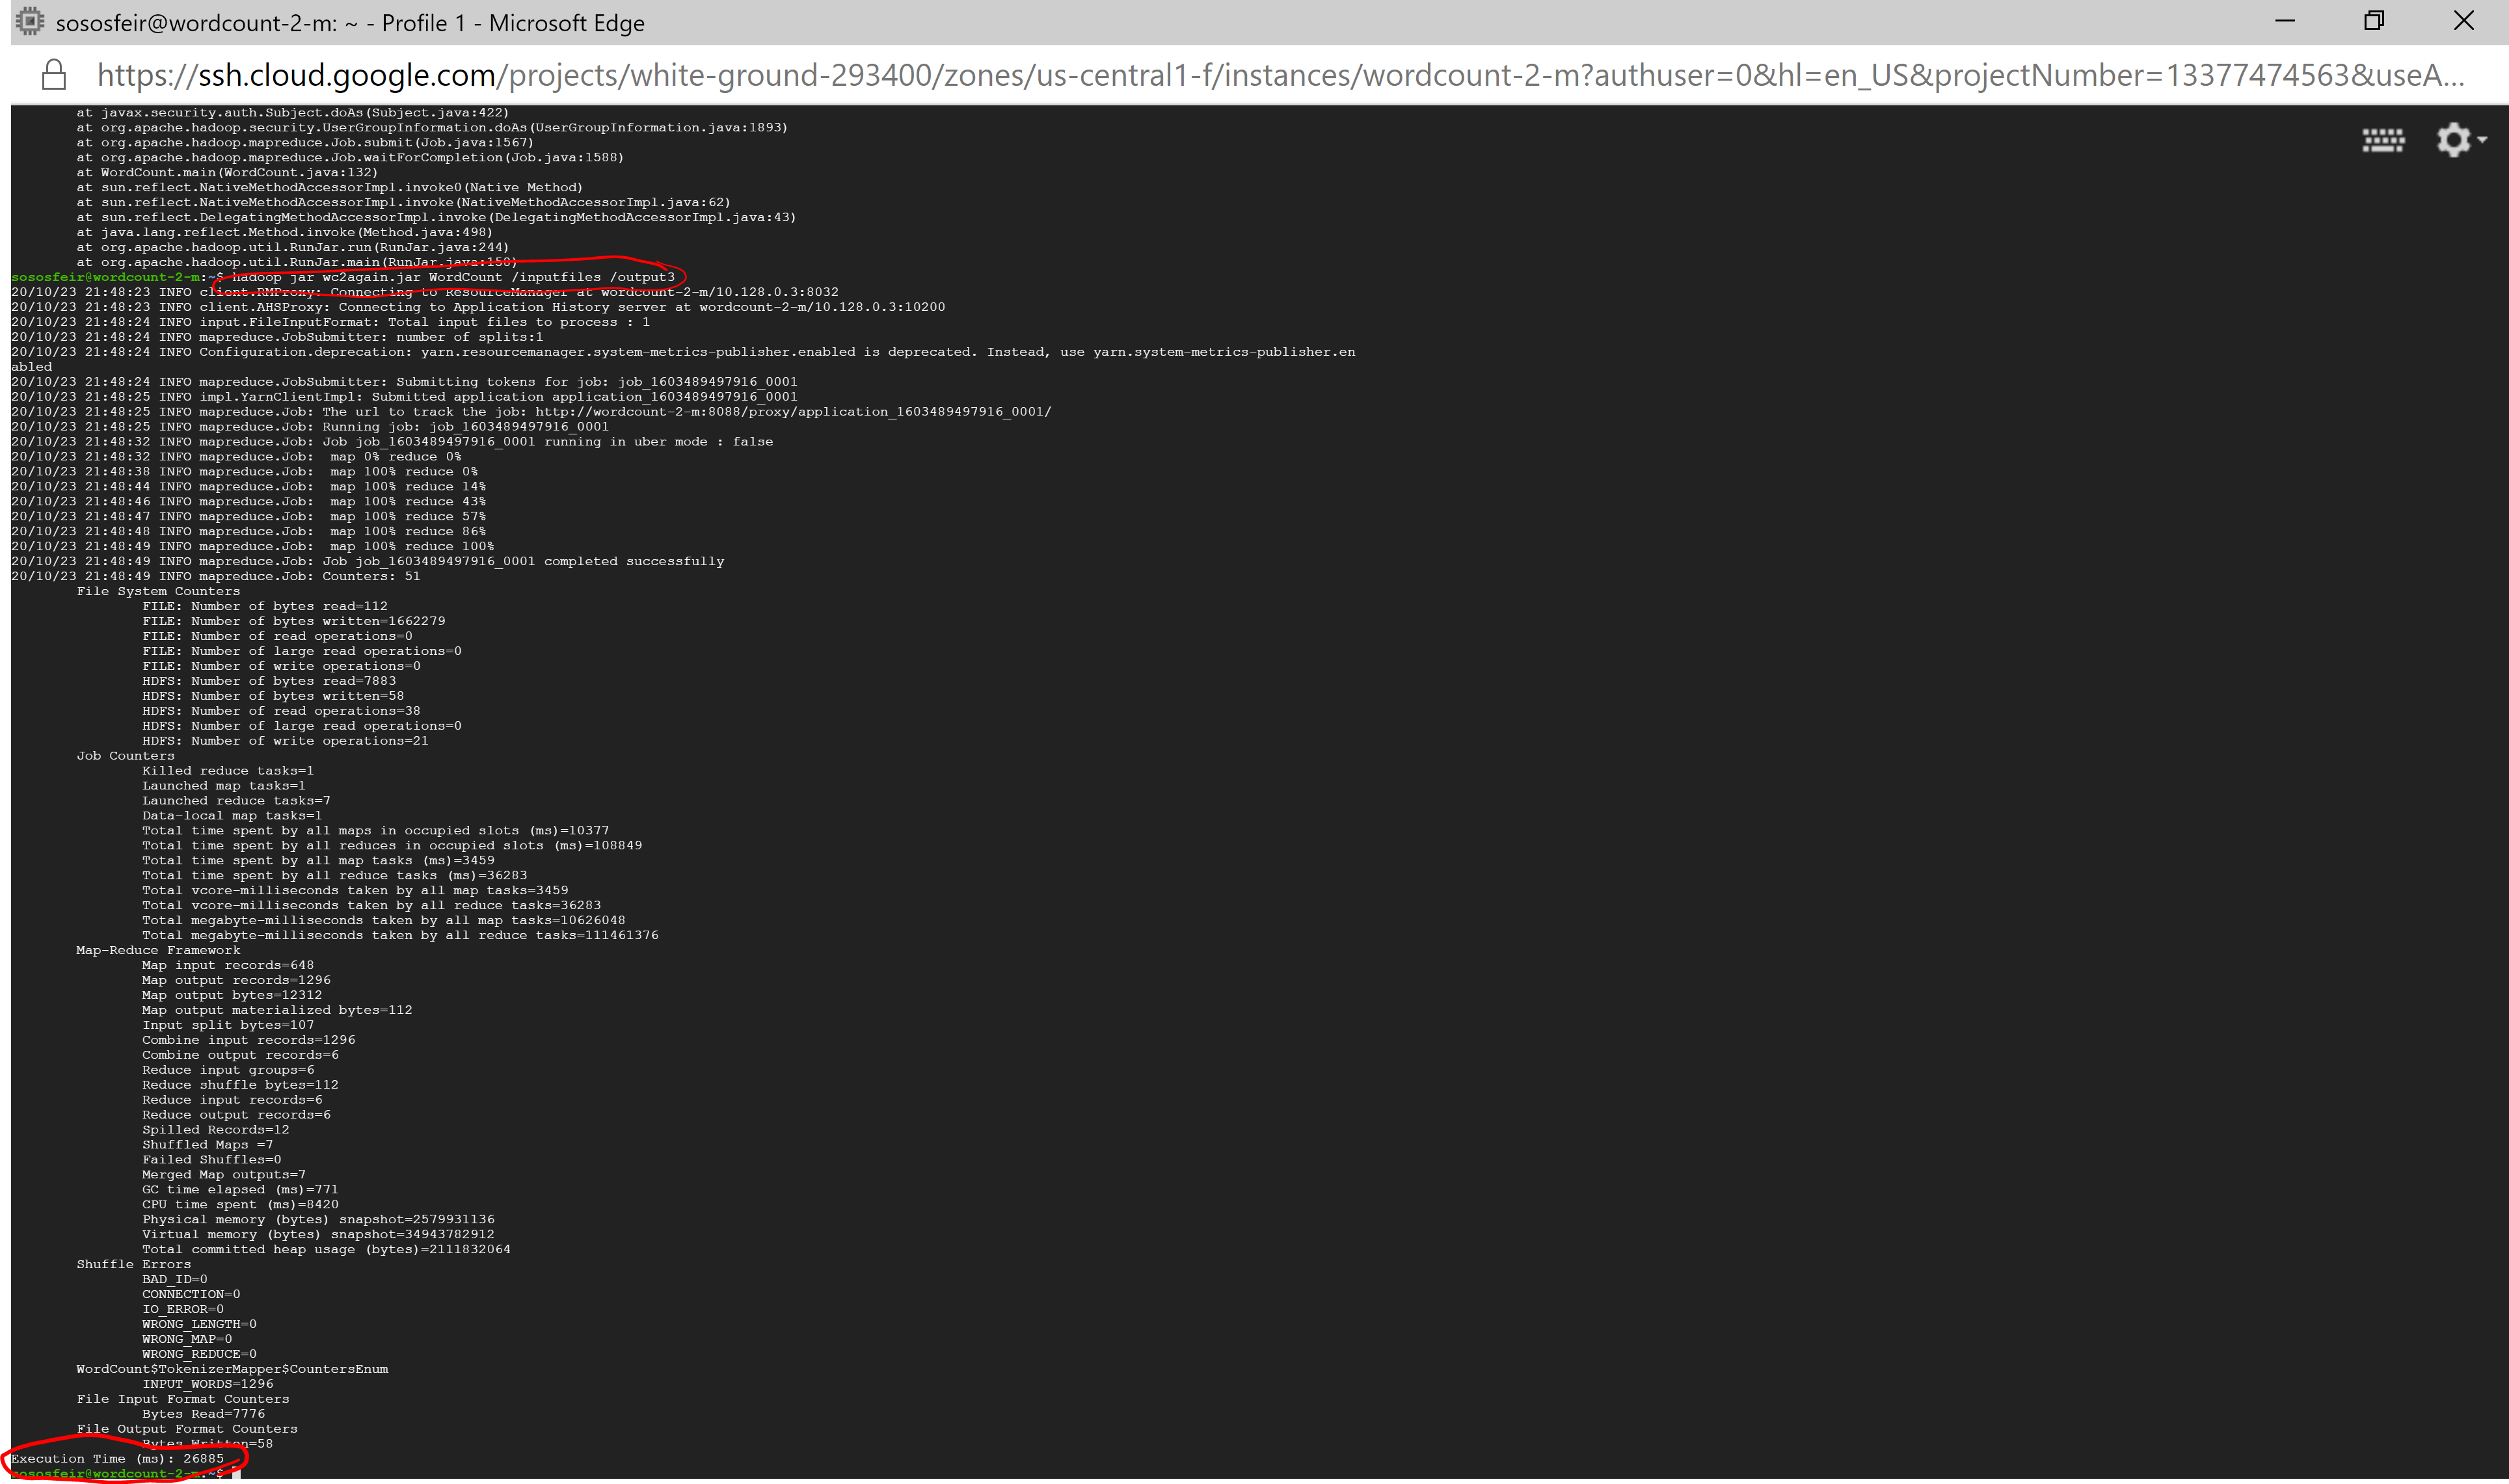 sososfeir@wordcount-2-m: ~ - Profile 1 - Microsoft Edge
https://ssh.cloud.google.com/projects/white-ground-293400/zones/us-central1-f/instances/wordcount-2-m?authuser=0&hl=en_US&projectNumber=13377474563&useA...
at javax.security.auth.Subject.doAs(Subject.java:422)
at org.apache.hadoop.security.UserGroupInformation.doAs(UserGroupInformation.java:1893)
at org.apache.hadoop.mapreduce.Job.submit(Job.java:1567)
at org.apache.hadoop.mapreduce.Job.waitForCompletion(Job.java:1588)
at WordCount.main(WordCount.java:132)
at sun.reflect.NativeMethodAccessorImpl.invoke0(Native Method)
at sun.reflect.NativeMethodAccessorImpl.invoke(NativeMethodAccessorImpl.java:62)
at sun.reflect.DelegatingMethodAccessorImpl.invoke(DelegatingMethodAccessorImpl.java:43)
at java.lang.reflect.Method.invoke(Method.java:498)
at org.apache.hadoop.util.RunJar.run(RunJar.java:244)
at org.apache.hadoop.util.RunJar.main(RunJar.java:158)
sososfeir@wordcount-2-m:~$ hadoop jar wc2again.jar WordCount /inputfiles /output3
20/10/23 21:48:23 INFO client.RMProxy: Connecting to ResourceManager at wordcount-2-m/10.128.0.3:8032
20/10/23 21:48:23 INFO client.AHSProxy: Connecting to Application History server at wordcount-2-m/10.128.0.3:10200
20/10/23 21:48:24 INFO input.FileInputFormat: Total input files to process : 1
20/10/23 21:48:24 INFO mapreduce.JobSubmitter: number of splits:1
20/10/23 21:48:24 INFO Configuration.deprecation: yarn.resourcemanager.system-metrics-publisher.enabled is deprecated. Instead, use yarn.system-metrics-publisher.en
abled
20/10/23 21:48:24 INFO mapreduce.JobSubmitter: Submitting tokens for job: job_1603489497916_0001
20/10/23 21:48:25 INFO impl.YarnClientImpl: Submitted application application_1603489497916_0001
20/10/23 21:48:25 INFO mapreduce.Job: The url to track the job: http://wordcount-2-m:8088/proxy/application_1603489497916_0001/
20/10/23 21:48:25 INFO mapreduce.Job: Running job: job_1603489497916_0001
20/10/23 21:48:32 INFO mapreduce.Job: Job job_1603489497916_0001 running in uber mode : false
20/10/23 21:48:32 INFO mapreduce.Job:  map 0% reduce 0%
20/10/23 21:48:38 INFO mapreduce.Job:  map 100% reduce 0%
20/10/23 21:48:44 INFO mapreduce.Job:  map 100% reduce 14%
20/10/23 21:48:46 INFO mapreduce.Job:  map 100% reduce 43%
20/10/23 21:48:47 INFO mapreduce.Job:  map 100% reduce 57%
20/10/23 21:48:48 INFO mapreduce.Job:  map 100% reduce 86%
20/10/23 21:48:49 INFO mapreduce.Job:  map 100% reduce 100%
20/10/23 21:48:49 INFO mapreduce.Job: Job job_1603489497916_0001 completed successfully
20/10/23 21:48:49 INFO mapreduce.Job: Counters: 51
File System Counters
FILE: Number of bytes read=112
FILE: Number of bytes written=1662279
FILE: Number of read operations=0
FILE: Number of large read operations=0
FILE: Number of write operations=0
HDFS: Number of bytes read=7883
HDFS: Number of bytes written=58
HDFS: Number of read operations=38
HDFS: Number of large read operations=0
HDFS: Number of write operations=21
Job Counters
Killed reduce tasks=1
Launched map tasks=1
Launched reduce tasks=7
Data-local map tasks=1
Total time spent by all maps in occupied slots (ms)=10377
Total time spent by all reduces in occupied slots (ms)=108849
Total time spent by all map tasks (ms)=3459
Total time spent by all reduce tasks (ms)=36283
Total vcore-milliseconds taken by all map tasks=3459
Total vcore-milliseconds taken by all reduce tasks=36283
Total megabyte-milliseconds taken by all map tasks=10626048
Total megabyte-milliseconds taken by all reduce tasks=111461376
Map-Reduce Framework
Map input records=648
Map output records=1296
Map output bytes=12312
Map output materialized bytes=112
Input split bytes=107
Combine input records=1296
Combine output records=6
Reduce input groups=6
Reduce shuffle bytes=112
Reduce input records=6
Reduce output records=6
Spilled Records=12
Shuffled Maps =7
Failed Shuffles=0
Merged Map outputs=7
GC time elapsed (ms)=771
CPU time spent (ms)=8420
Physical memory (bytes) snapshot=2579931136
Virtual memory (bytes) snapshot=34943782912
Total committed heap usage (bytes)=2111832064
Shuffle Errors
BAD_ID=0
CONNECTION=0
IO_ERROR=0
WRONG_LENGTH=0
WRONG_MAP=0
WRONG_REDUCE=0
WordCount$TokenizerMapper$CountersEnum
INPUT_WORDS=1296
File Input Format Counters
Bytes Read=7776
File Output Format Counters
Bytes Written=58
Execution Time (ms): 26885
sososfeir@wordcount-2-m:~$